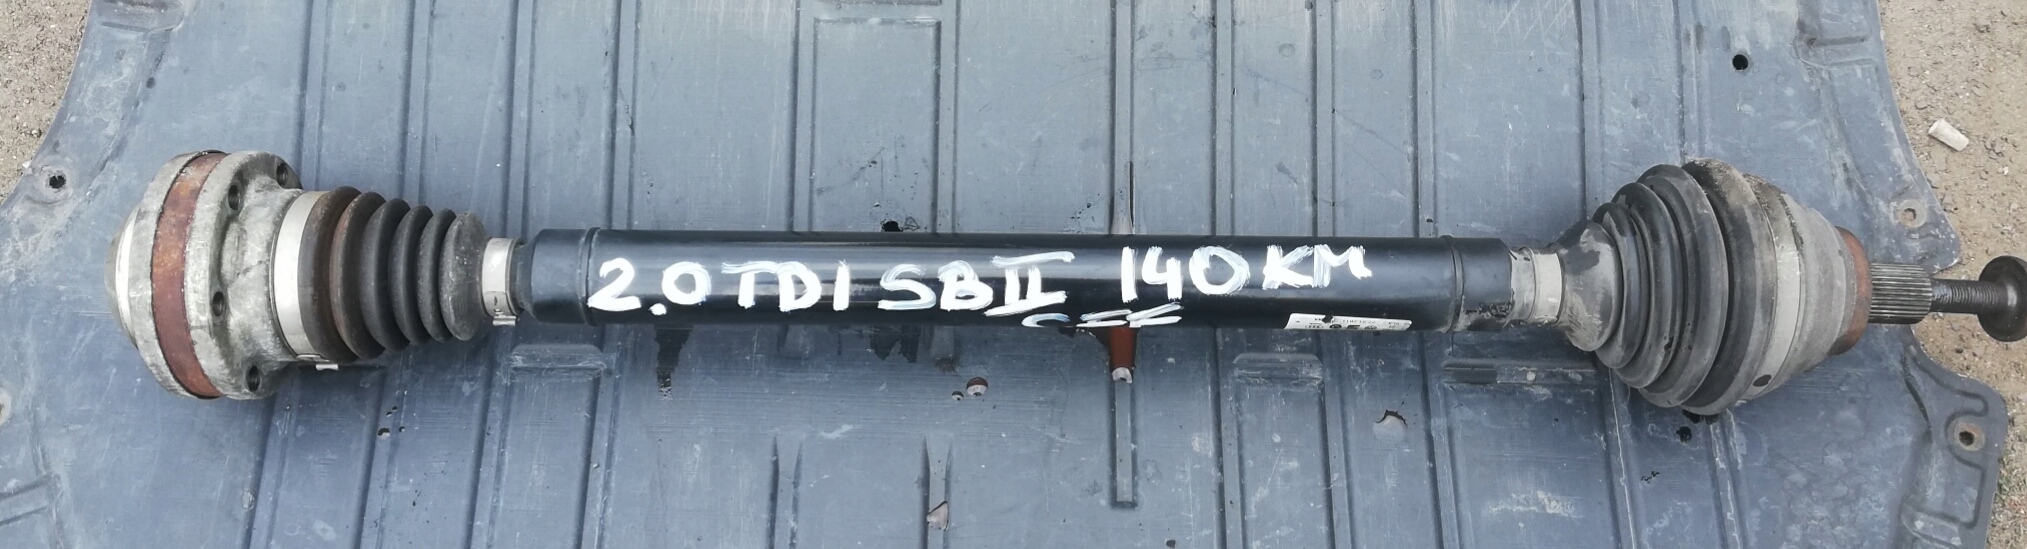 2.0 TDI SB II 140 KM
CFF